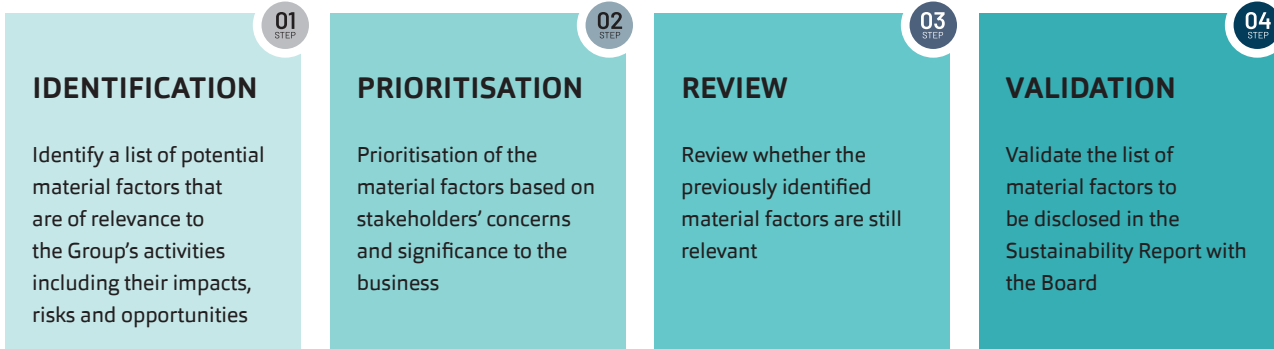 01
STEP
IDENTIFICATION
Identify a list of potential
material factors that
are of relevance to
the Group’s activities
including their impacts,
risks and opportunities
02
STEP
PRIORITISATION
Prioritisation of the
material factors based on
stakeholders’ concerns
and significance to the
business
03
STEP
REVIEW
Review whether the
previously identified
material factors are still
relevant
04
STEP
VALIDATION
Validate the list of
material factors to
be disclosed in the
Sustainability Report with
the Board